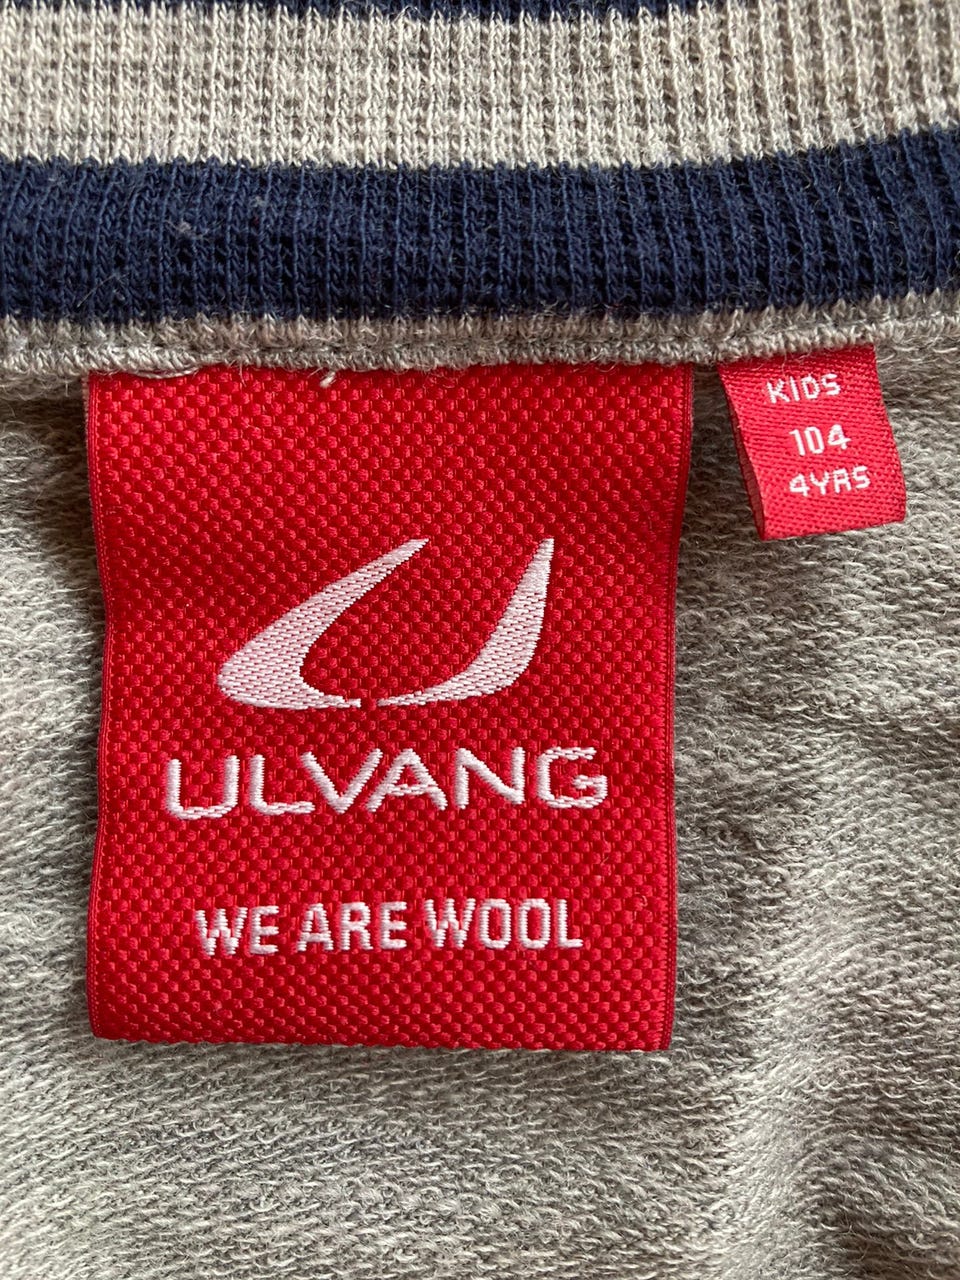 KIDS
104
4YRS
ULVANG
WE ARE WOOL